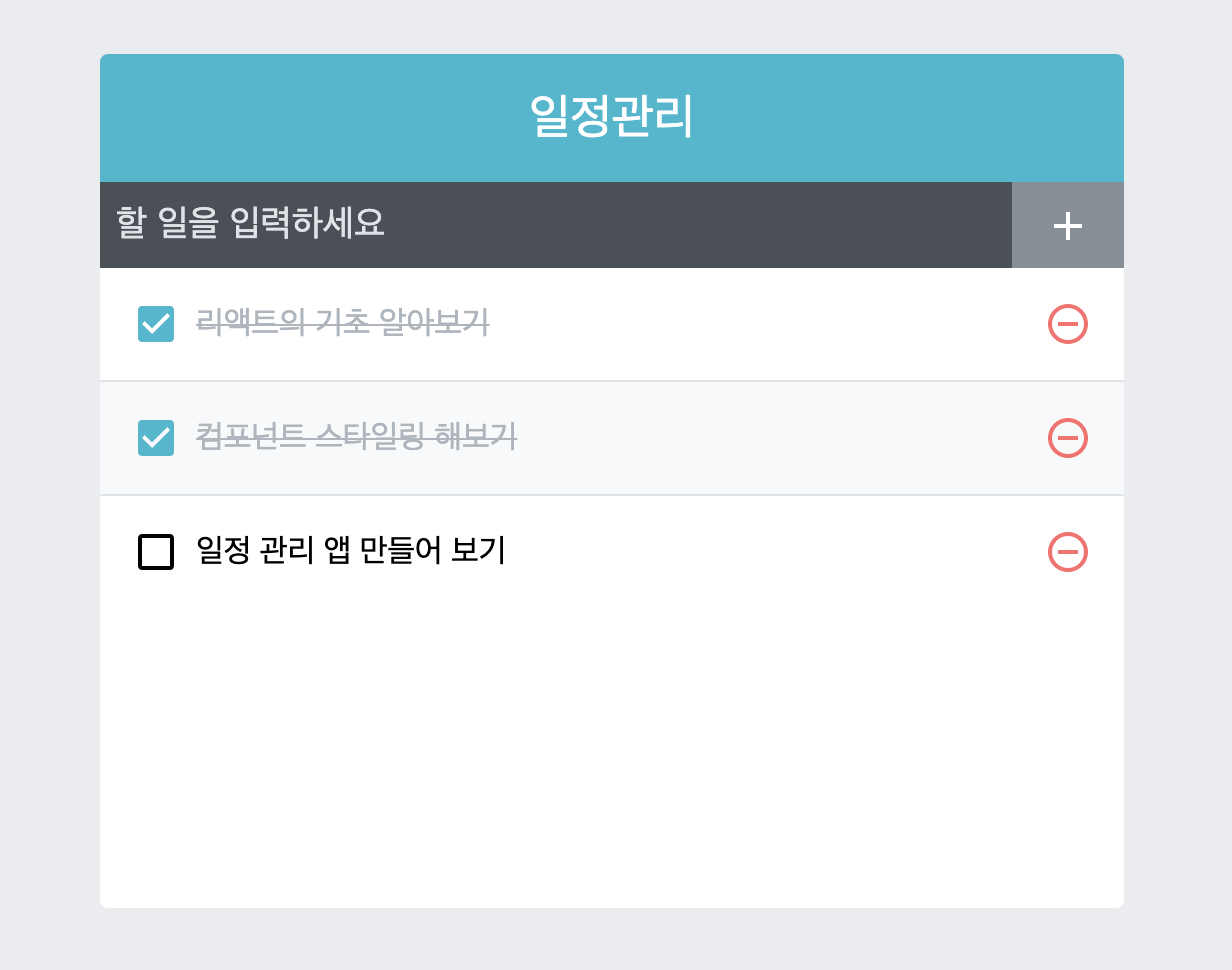 일정관리
할 일을 입력하세요
리액트의 기초 알아보기
컴포넌트 스타일링 해보기
일정 관리 앱 만들어 보기